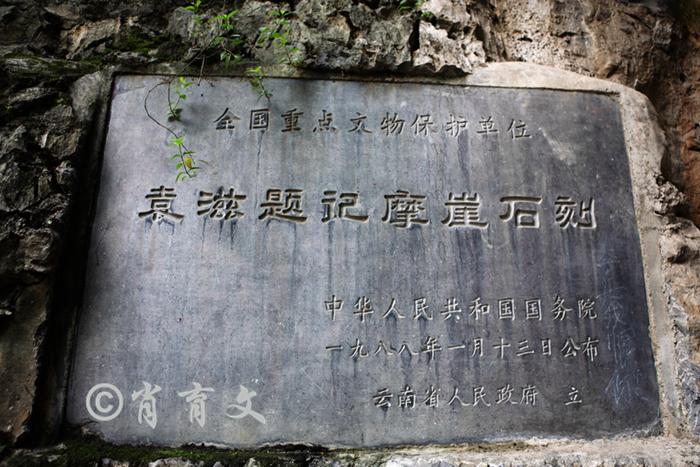 全国重点文物保护单位
袁滋题记摩崖石刻
中华人民共和国国务院
一九八八年一月十三日公布
云南省人民政府 立
©肖育文